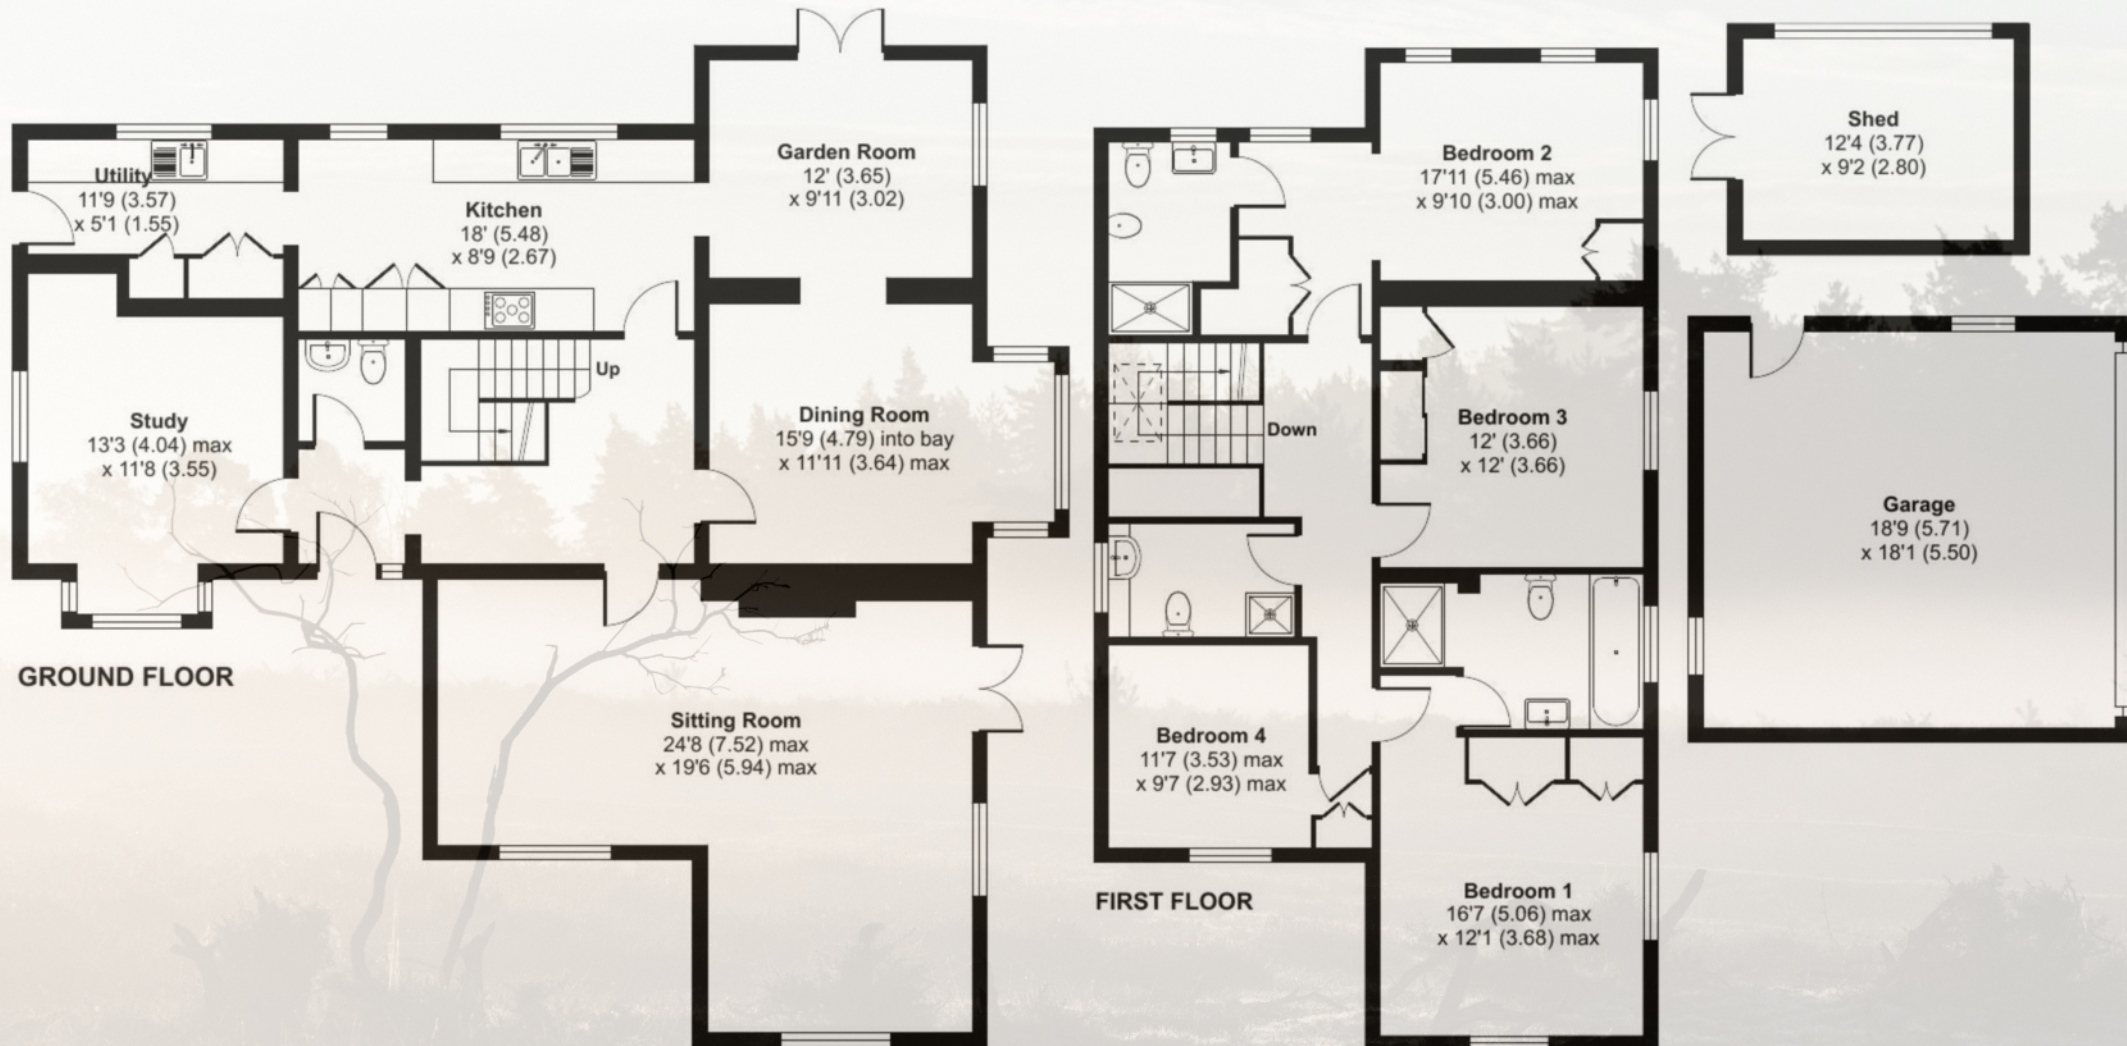 Utility
11'9 (3.57)
x 5'1 (1.55)
Kitchen
18' (5.48)
x 8'9 (2.67)
Garden Room
12' (3.65)
x 9'11 (3.02)
Study
13'3 (4.04) max
x 11'8 (3.55)
Up
Dining Room
15'9 (4.79) into bay
x 11'11 (3.64) max
Sitting Room
24'8 (7.52) max
x 19'6 (5.94) max
GROUND FLOOR
Bedroom 2
17'11 (5.46) max
x 9'10 (3.00) max
Down
Bedroom 3
12' (3.66)
x 12' (3.66)
Bedroom 4
11'7 (3.53) max
x 9'7 (2.93) max
Bedroom 1
16'7 (5.06) max
x 12'1 (3.68) max
FIRST FLOOR
Shed
12'4 (3.77)
x 9'2 (2.80)
Garage
18'9 (5.71)
x 18'1 (5.50)